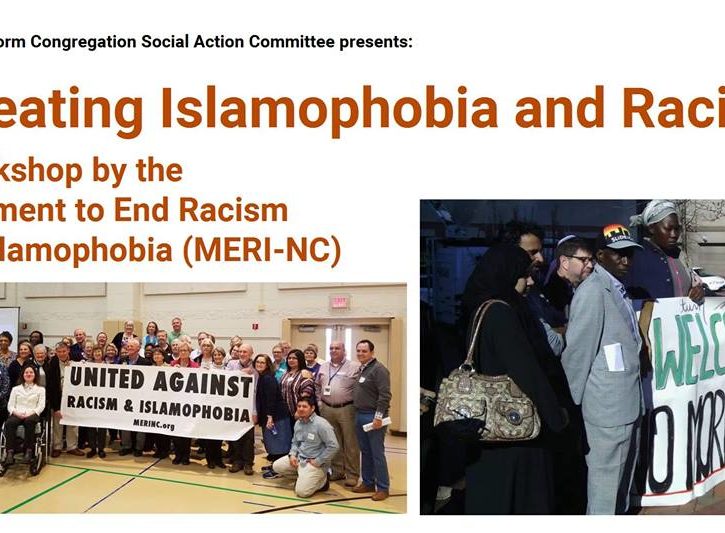 orm Congregation Social Action Committee presents:
eating Islamophobia and Raci
kshop by the
ment to End Racism
lamophobia (MERI-NC)
EXIT
UNITED AGAINST
RACISM & ISLAMOPHOBIA
MERINC.org
WELC
NO MOR